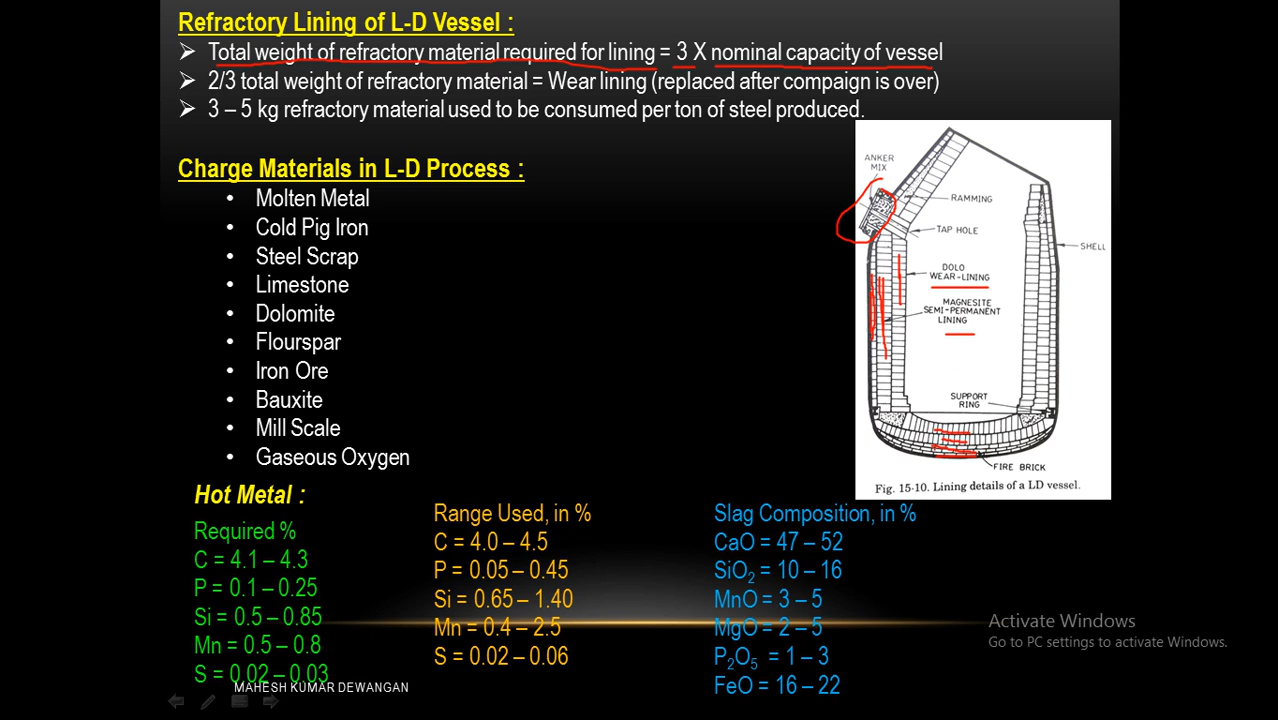 Refractory Lining of L-D Vessel :
Total weight of refractory material required for lining = 3 X nominal capacity of vessel
2/3 total weight of refractory material = Wear lining (replaced after compaign is over)
3 – 5 kg refractory material used to be consumed per ton of steel produced.
Charge Materials in L-D Process :
• Molten Metal
• Cold Pig Iron
• Steel Scrap
• Limestone
• Dolomite
• Flourspar
• Iron Ore
• Bauxite
• Mill Scale
• Gaseous Oxygen
ANKER
MIX
RAMMING
TAP HOLE
SHELL
DOLO
WEAR-LINING
MAGNESITE
SEMI-PERMANENT
LINING
SUPPORT
RING
FIRE BRICK
Fig. 15-10. Lining details of a LD vessel.
Hot Metal :
Required %
C = 4.1 – 4.3
P = 0.1 – 0.25
Si = 0.5 – 0.85
Mn = 0.5 – 0.8
S = 0.02 – 0.03
Range Used, in %
C = 4.0 – 4.5
P = 0.05 – 0.45
Si = 0.65 – 1.40
Mn = 0.4 – 2.5
S = 0.02 – 0.06
Slag Composition, in %
CaO = 47 – 52
SiO2 = 10 – 16
MnO = 3 – 5
MgO = 2 – 5
P2O5 = 1 – 3
FeO = 16 – 22
MAHESH KUMAR DEWANGAN
Activate Windows
Go to PC settings to activate Windows.